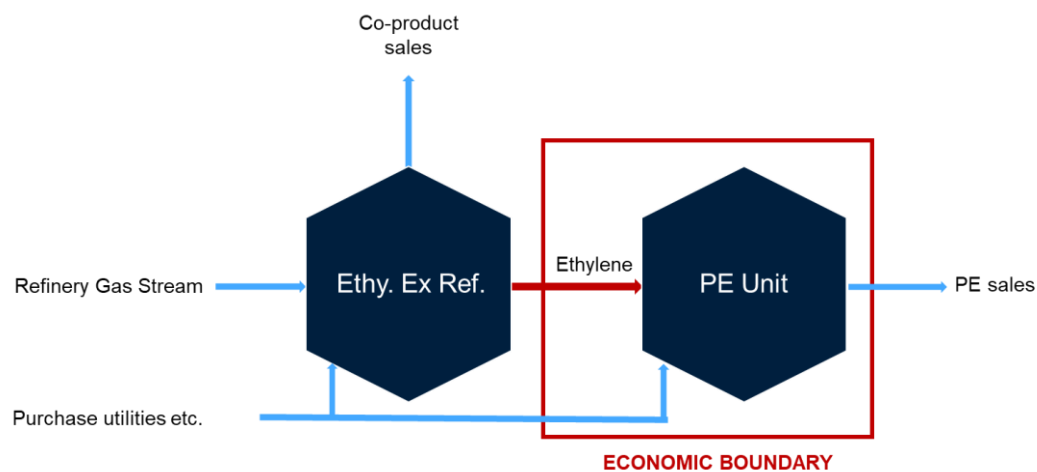 Co-product
sales
Ethylene
Refinery Gas Stream
Ethy. Ex Ref.
PE Unit
PE sales
Purchase utilities etc.
ECONOMIC BOUNDARY